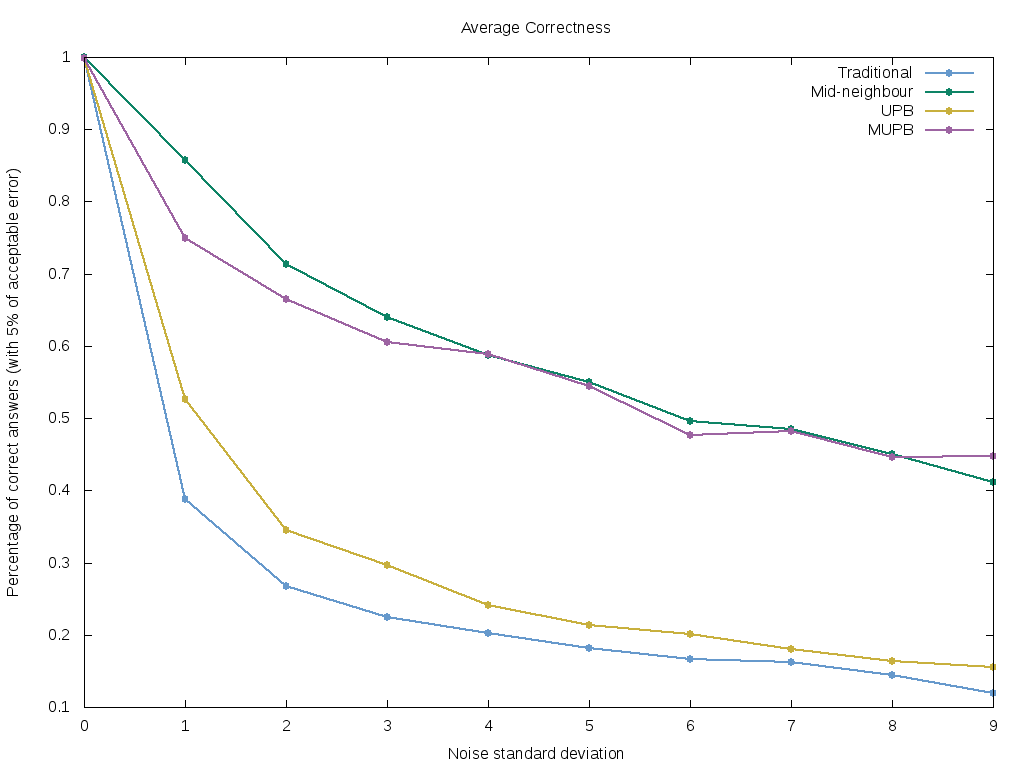 Average Correctness
Traditional
Mid-neighbour
UPB
MUPB
1
0.9
0.8
0.7
0.6
0.5
0.4
0.3
0.2
0.1
Percentage of correct answers (with 5% of acceptable error)
0 1 2 3 4 5 6 7 8 9
Noise standard deviation